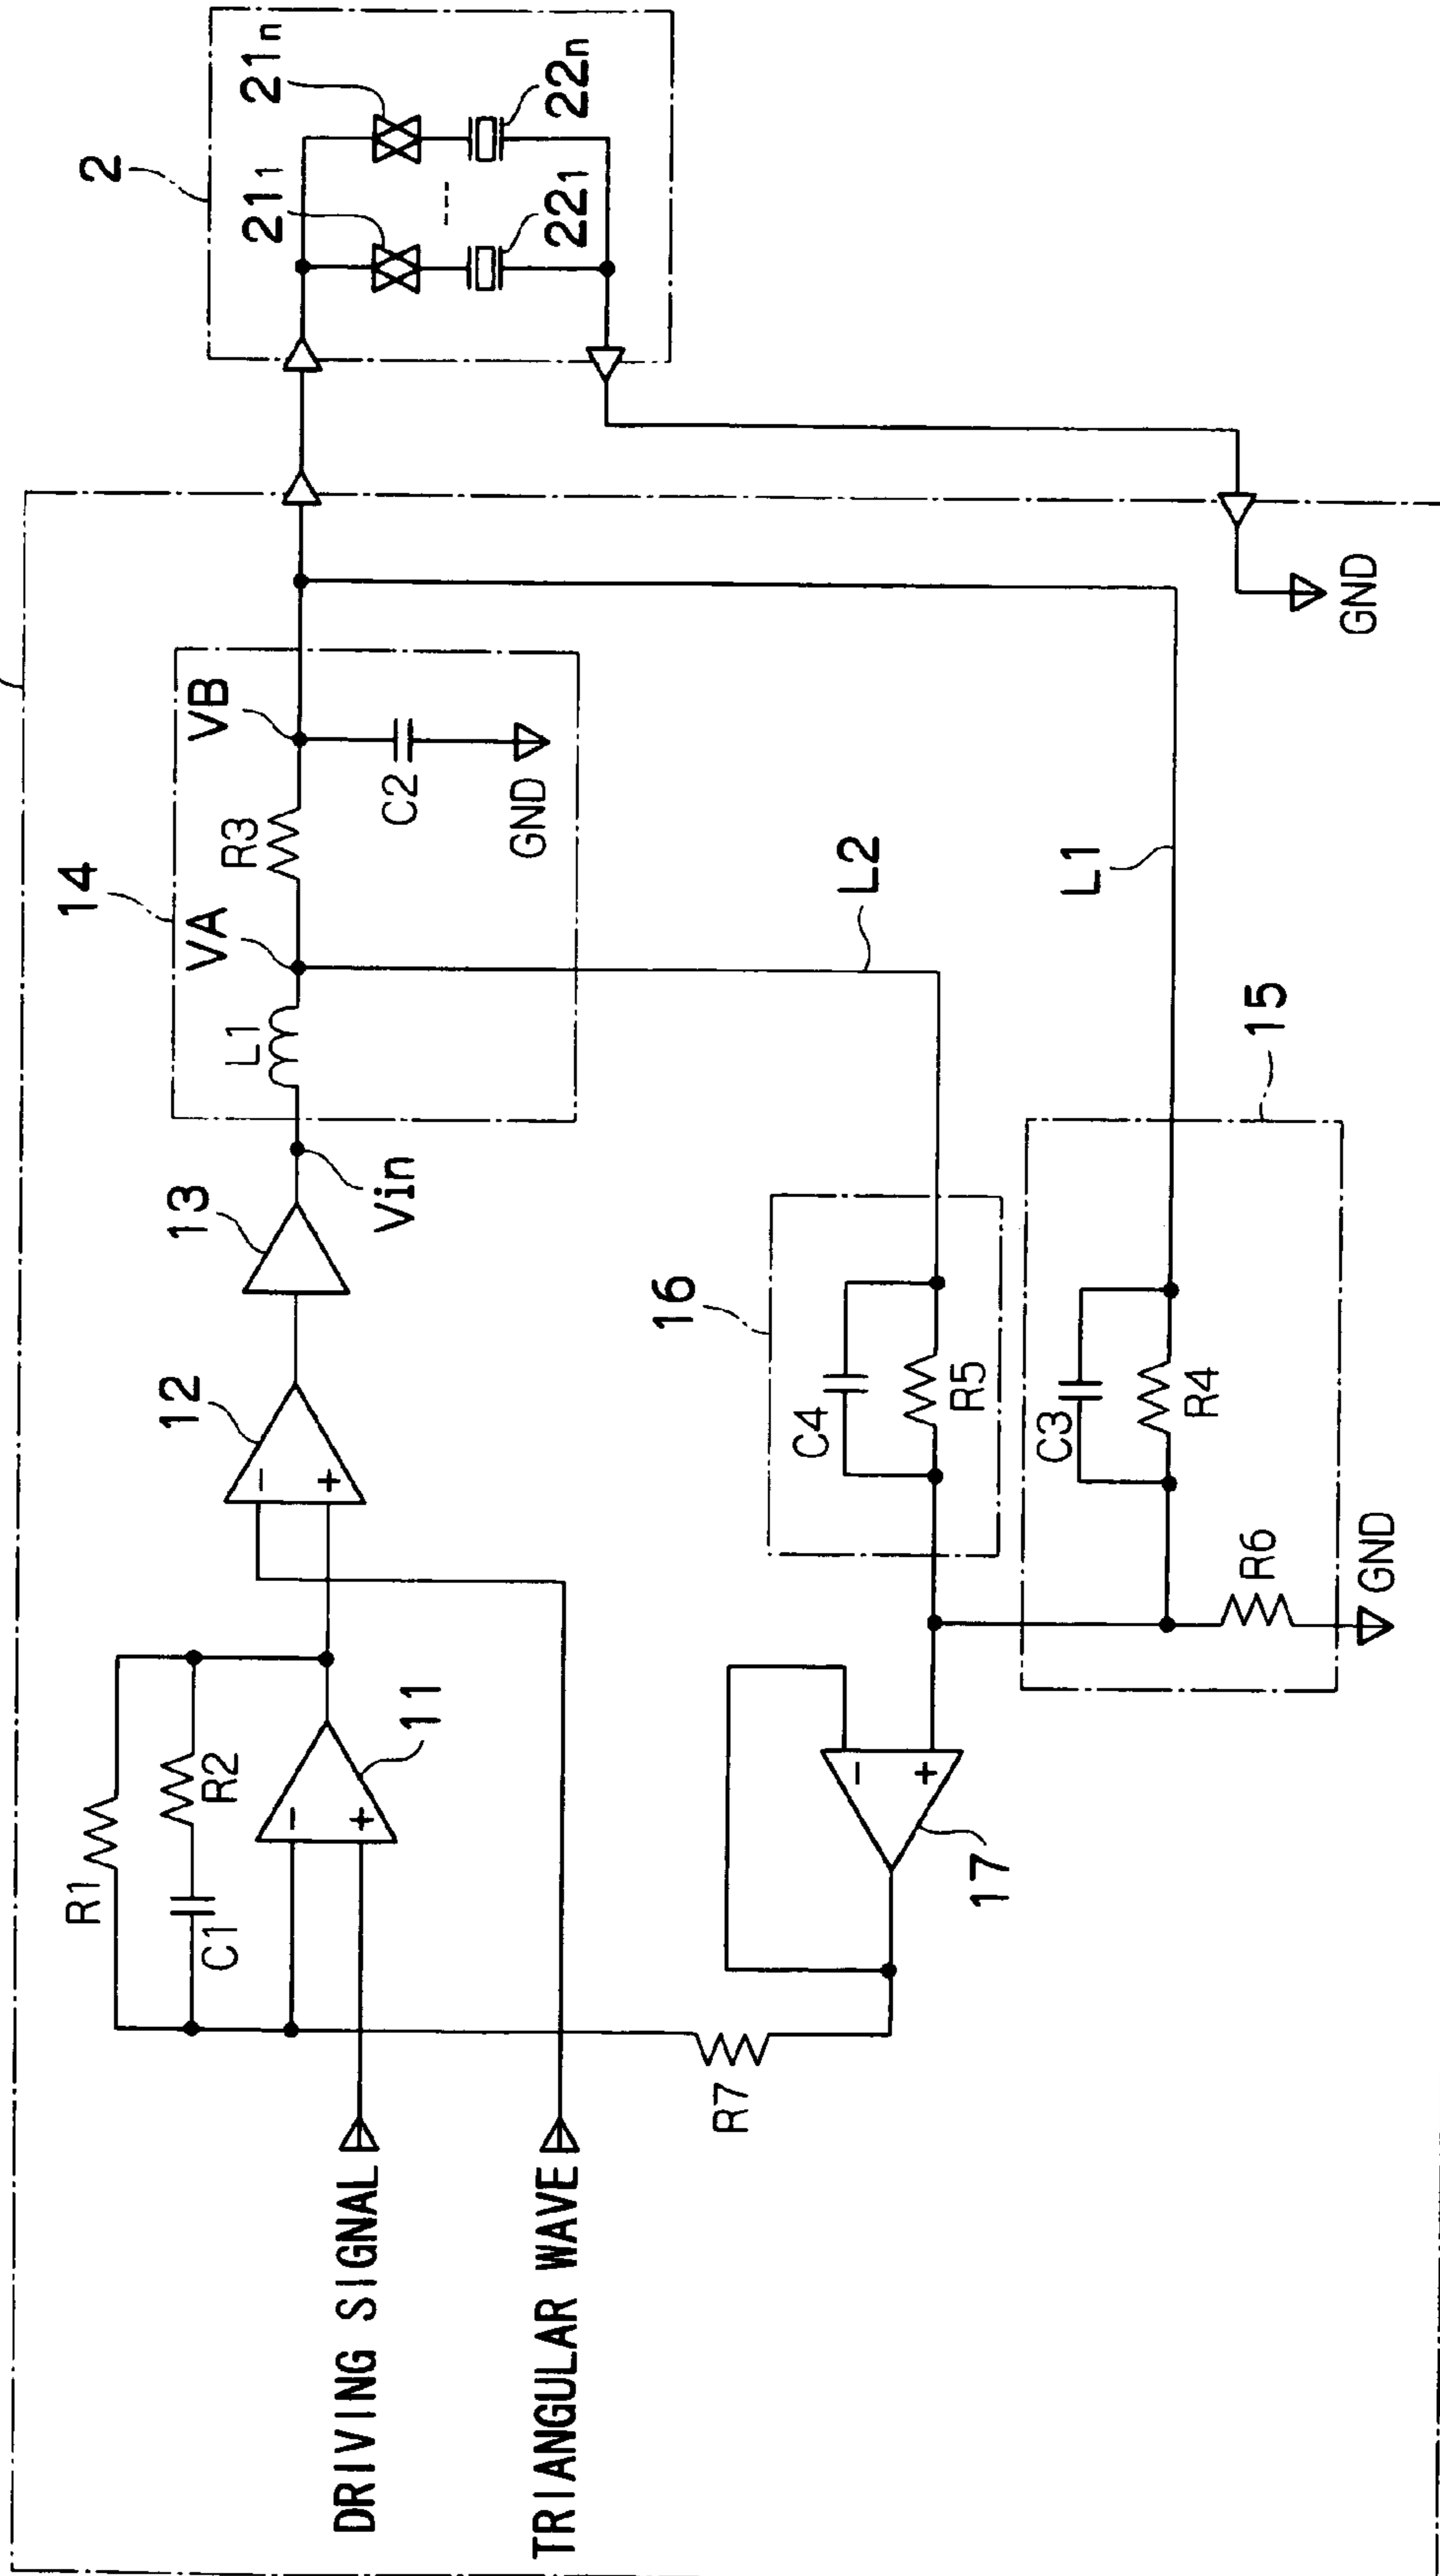 2
21₁
21n
22₁
22n
14
VA
VB
L1
R3
C2
GND
13
Vin
12
-
+
R1
C1
R2
11
-
+
DRIVING SIGNAL
TRIANGULAR WAVE
L2
L1
16
C4
R5
15
C3
R4
R6
GND
GND
17
-
+
R7